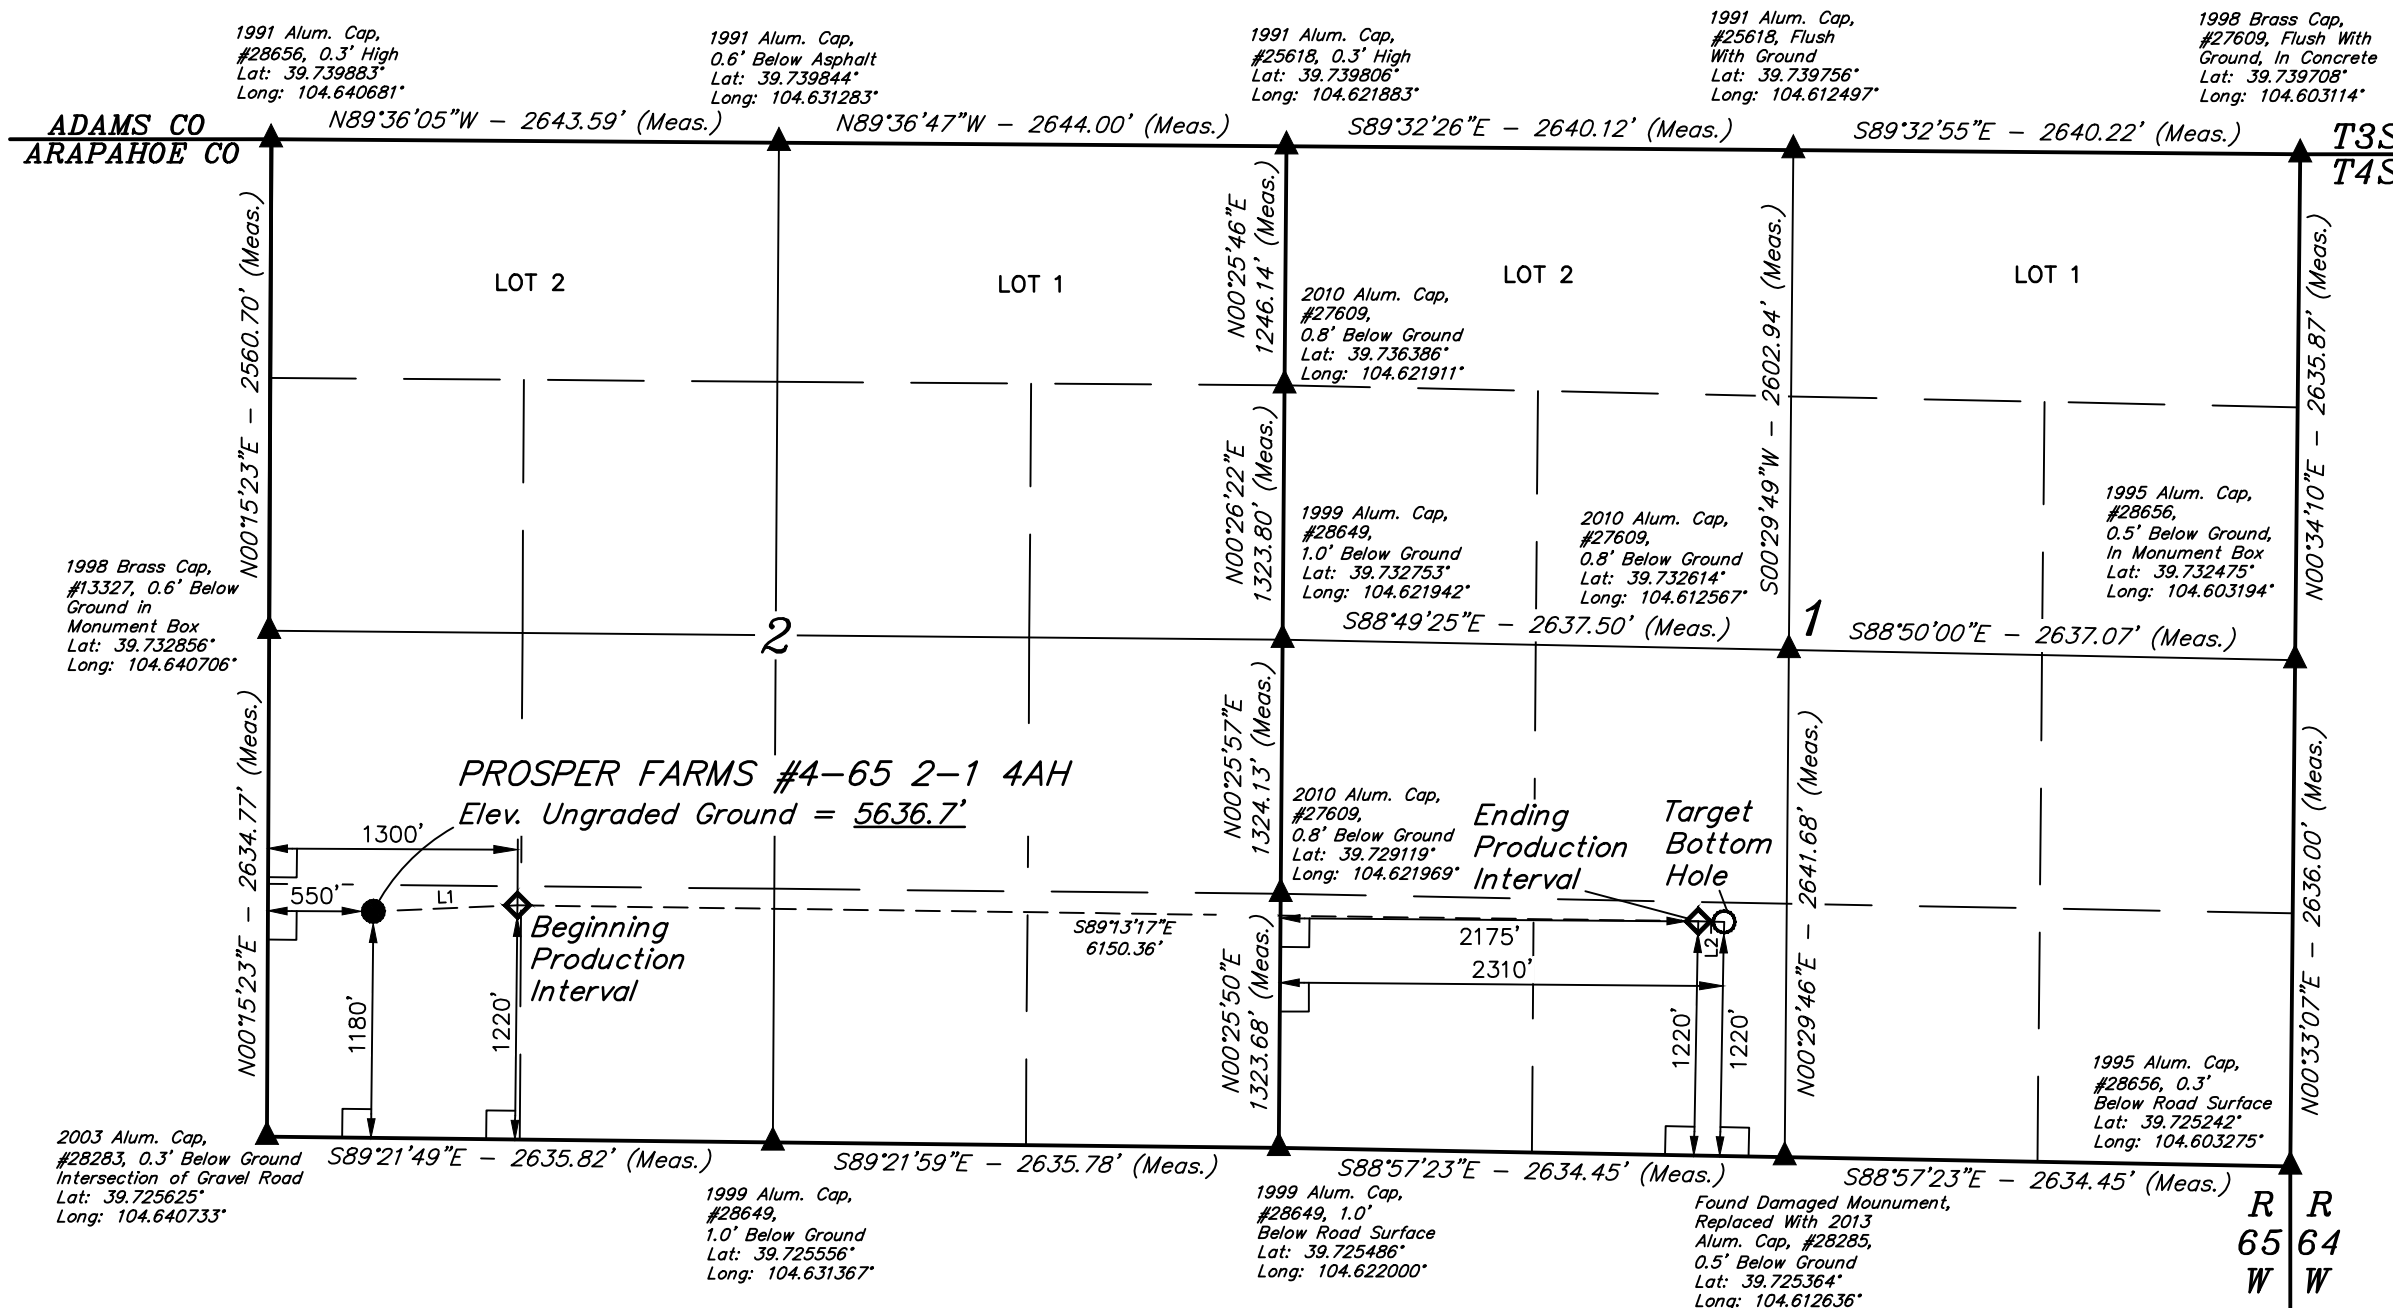 1991 Alum. Cap,
#28656, 0.3' High
Lat: 39.739883°
Long: 104.640681°
1991 Alum. Cap,
0.6' Below Asphalt
Lat: 39.739844°
Long: 104.631283°
1991 Alum. Cap,
#25618, 0.3' High
Lat: 39.739806°
Long: 104.621883°
1991 Alum. Cap,
#25618, Flush
With Ground
Lat: 39.739756°
Long: 104.612497°
1998 Brass Cap,
#27609, Flush With
Ground, In Concrete
Lat: 39.739708°
Long: 104.603114°
ADAMS CO
ARAPAHOE CO
N89°36'05"W - 2643.59' (Meas.)
N89°36'47"W - 2644.00' (Meas.)
S89°32'26"E - 2640.12' (Meas.)
S89°32'55"E - 2640.22' (Meas.)
T3S
T4S
N00°15'23"E - 2560.70' (Meas.)
LOT 2
LOT 1
N00°25'46"E
1246.14' (Meas.)
LOT 2
S00°29'49"W - 2602.94' (Meas.)
LOT 1
N00°34'10"E - 2635.87' (Meas.)
2010 Alum. Cap,
#27609,
0.8' Below Ground
Lat: 39.736386°
Long: 104.621911°
N00°26'22"E
1323.80' (Meas.)
1999 Alum. Cap,
#28649,
1.0' Below Ground
Lat: 39.732753°
Long: 104.621942°
2010 Alum. Cap,
#27609,
0.8' Below Ground
Lat: 39.732614°
Long: 104.612567°
1995 Alum. Cap,
#28656,
0.5' Below Ground,
In Monument Box
Lat: 39.732475°
Long: 104.603194°
1998 Brass Cap,
#13327, 0.6' Below
Ground in
Monument Box
Lat: 39.732856°
Long: 104.640706°
2
S88°49'25"E - 2637.50' (Meas.)
1
S88°50'00"E - 2637.07' (Meas.)
N00°15'23"E - 2634.77' (Meas.)
PROSPER FARMS #4-65 2-1 4AH
Elev. Ungraded Ground = 5636.7'
N00°25'57"E
1324.13' (Meas.)
2010 Alum. Cap,
#27609,
0.8' Below Ground
Lat: 39.729119°
Long: 104.621969°
Ending
Production
Interval
Target
Bottom
Hole
N00°29'46"E - 2641.68' (Meas.)
N00°33'07"E - 2636.00' (Meas.)
1300'
550'
L1
Beginning
Production
Interval
S89°13'17"E
6150.36'
2175'
L2
2310'
1180'
1220'
N00°25'50"E
1323.68' (Meas.)
1220'
1220'
1995 Alum. Cap,
#28656, 0.3'
Below Road Surface
Lat: 39.725242°
Long: 104.603275°
2003 Alum. Cap,
#28283, 0.3' Below Ground
Intersection of Gravel Road
Lat: 39.725625°
Long: 104.640733°
S89°21'49"E - 2635.82' (Meas.)
S89°21'59"E - 2635.78' (Meas.)
S88°57'23"E - 2634.45' (Meas.)
S88°57'23"E - 2634.45' (Meas.)
1999 Alum. Cap,
#28649,
1.0' Below Ground
Lat: 39.725556°
Long: 104.631367°
1999 Alum. Cap,
#28649, 1.0'
Below Road Surface
Lat: 39.725486°
Long: 104.622000°
Found Damaged Mounument,
Replaced With 2013
Alum. Cap, #28285,
0.5' Below Ground
Lat: 39.725364°
Long: 104.612636°
R R
65 64
W W